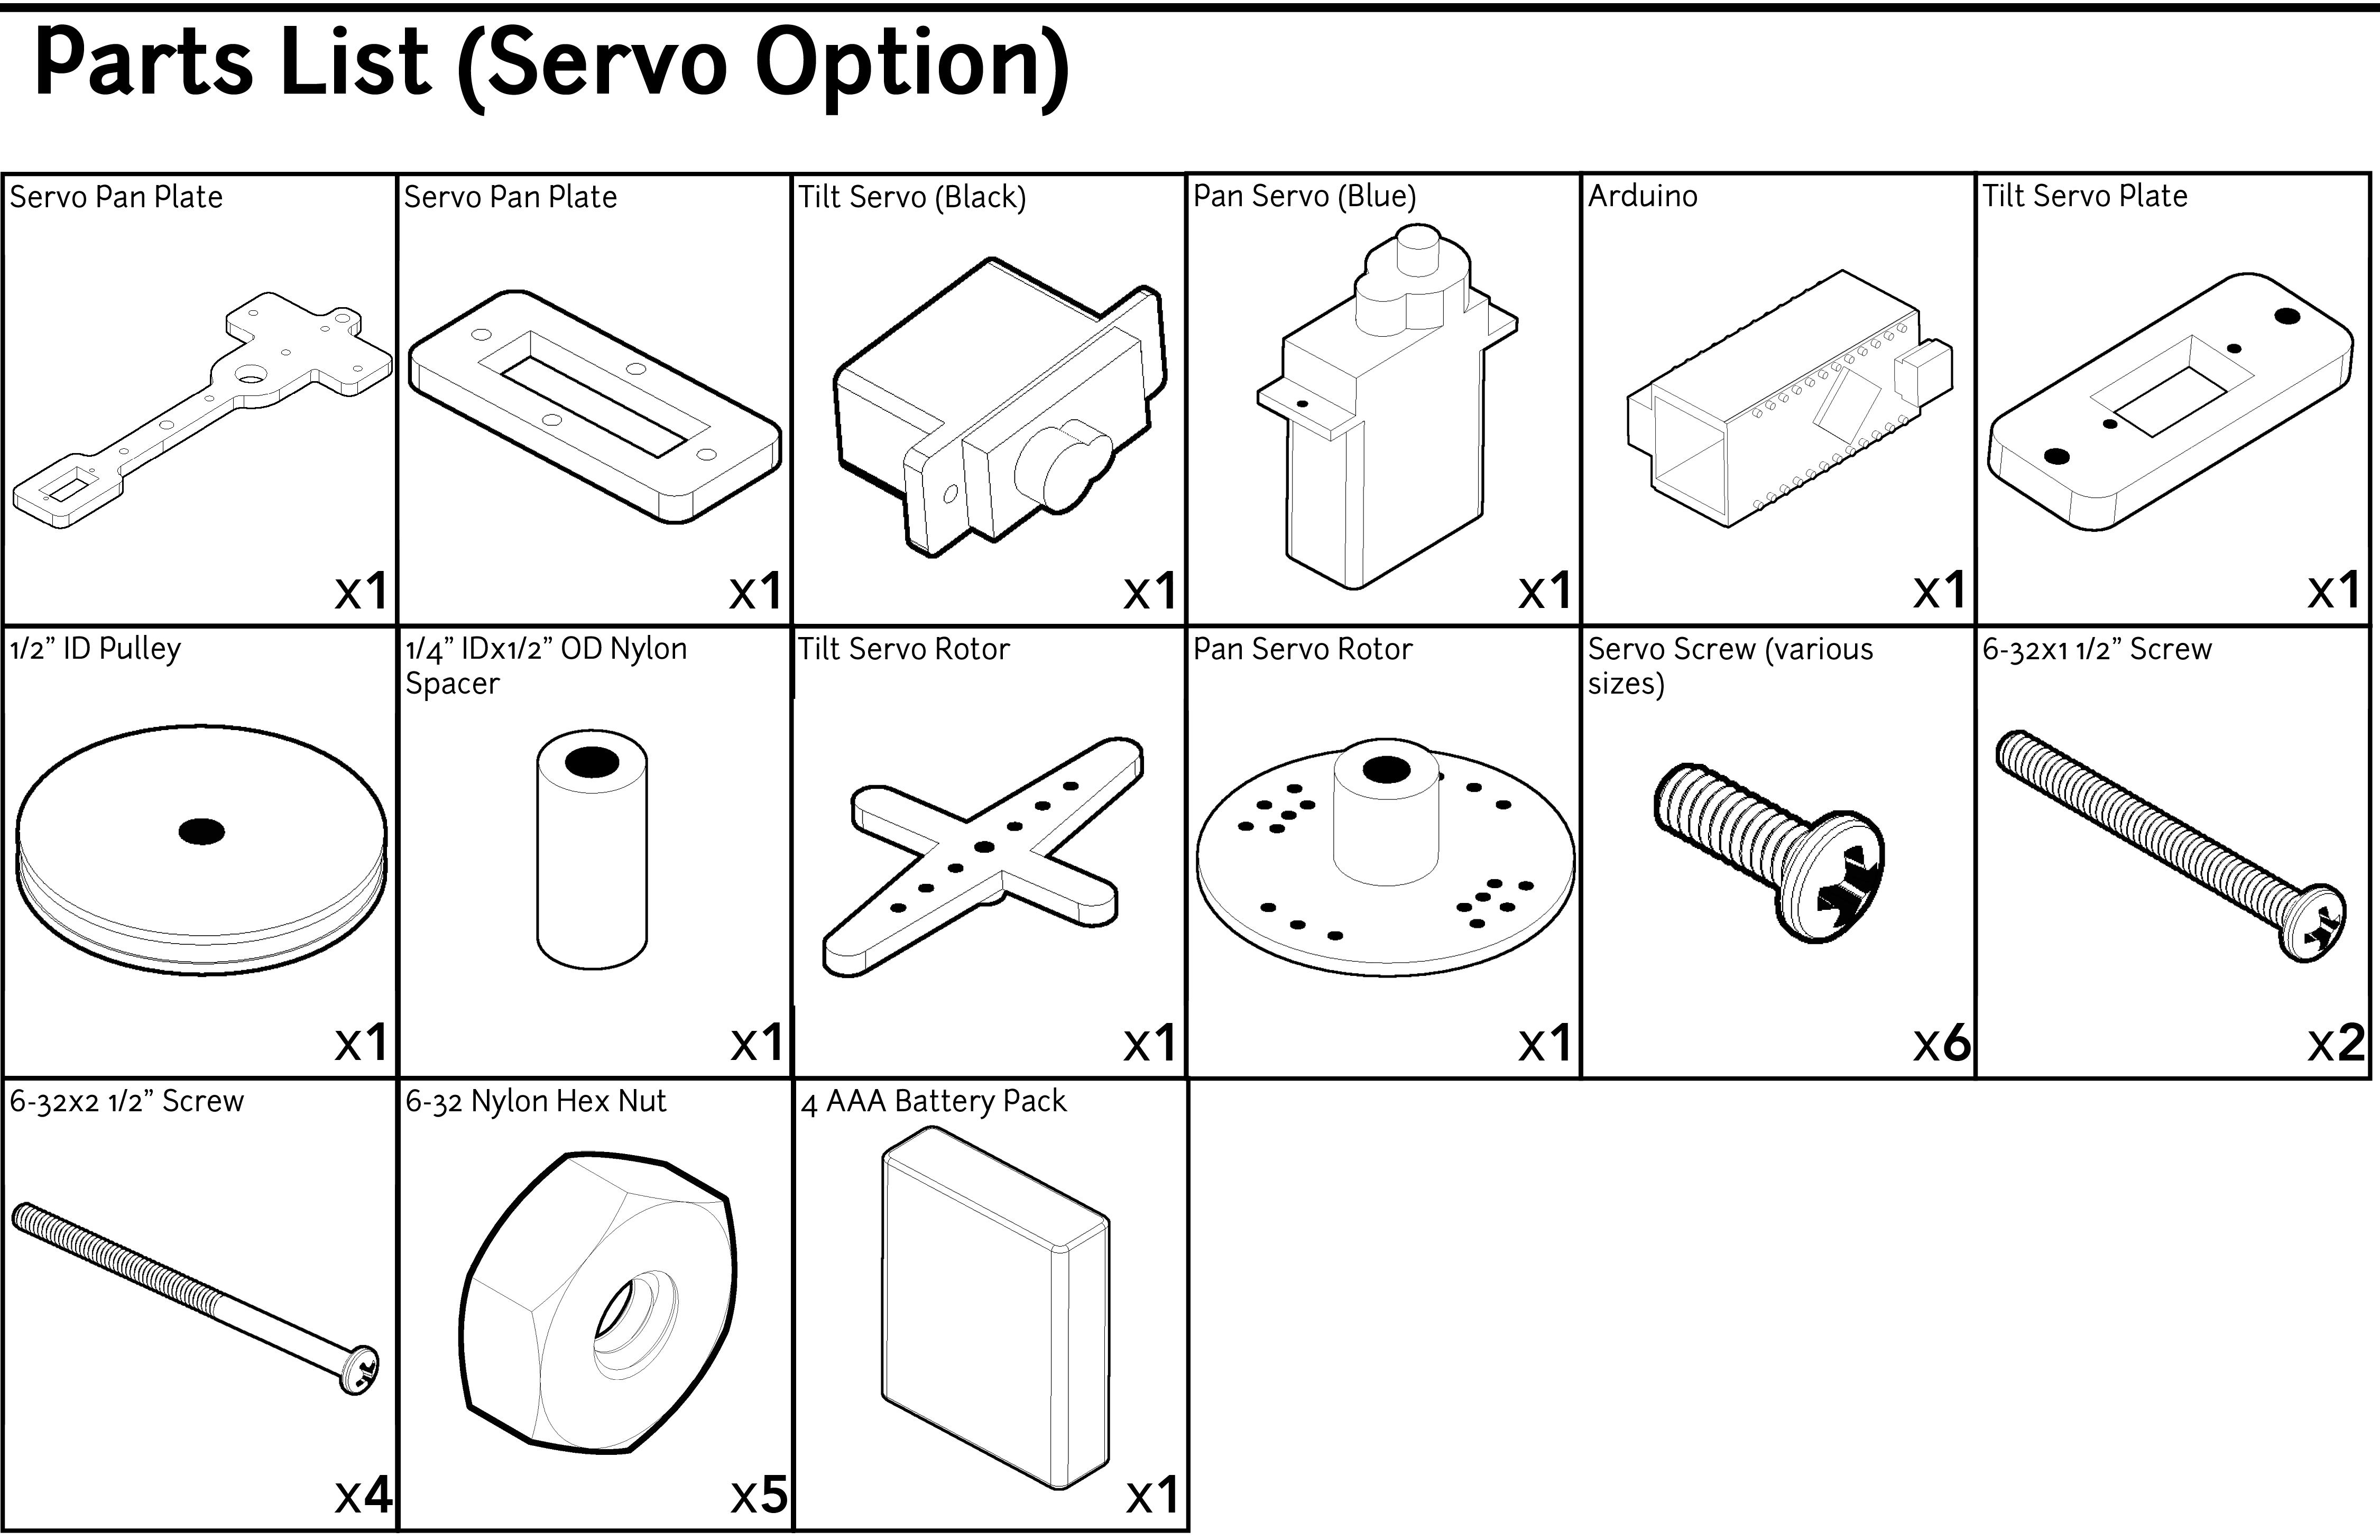 Parts List (Servo Option)
Servo Pan Plate
x1
Servo Pan Plate
x1
Tilt Servo (Black)
x1
Pan Servo (Blue)
x1
Arduino
x1
Tilt Servo Plate
x1
1/2” ID Pulley
x1
1/4” IDx1/2” OD Nylon
Spacer
x1
Tilt Servo Rotor
x1
Pan Servo Rotor
x1
Servo Screw (various
sizes)
x6
6-32x1 1/2” Screw
x2
6-32x2 1/2” Screw
x4
6-32 Nylon Hex Nut
x5
4 AAA Battery Pack
x1